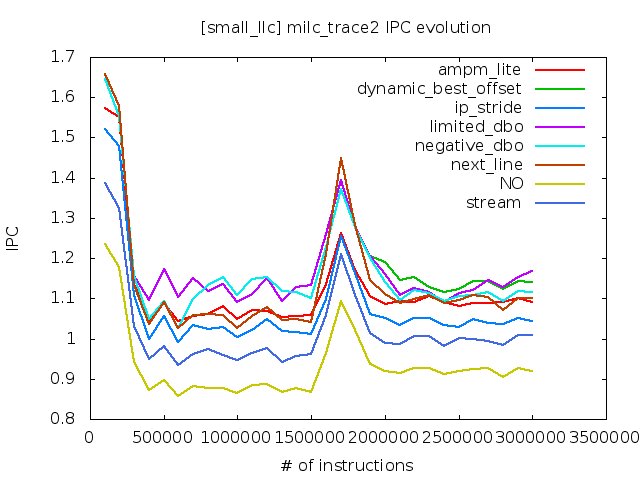 [small_llc] milc_trace2 IPC evolution
1.7
1.6
1.5
1.4
1.3
1.2
1.1
1
0.9
0.8
IPC
ampm_lite
dynamic_best_offset
ip_stride
limited_dbo
negative_dbo
next_line
NO
stream
0 500000 1000000 1500000 2000000 2500000 3000000 3500000
# of instructions